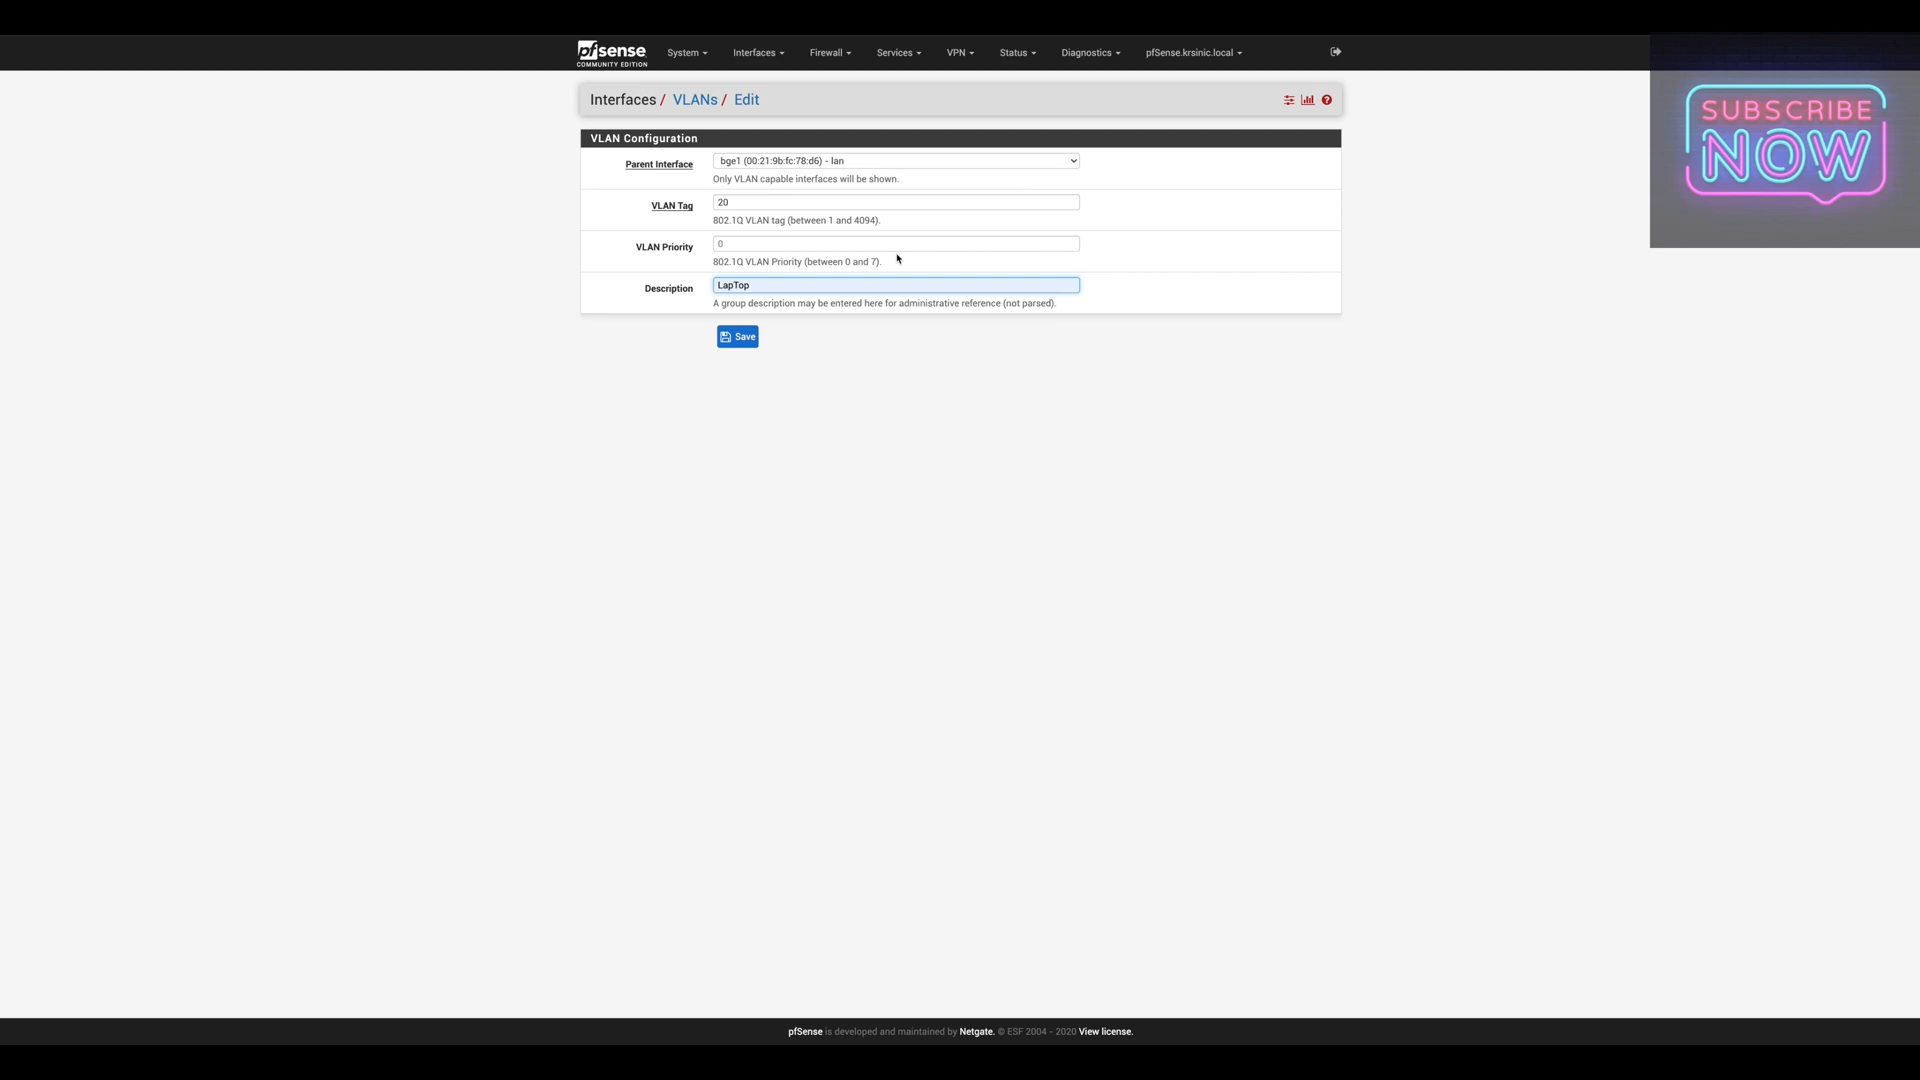 pfsense
COMMUNITY EDITION
System
Interfaces
Firewall
Services
VPN
Status
Diagnostics
pfSense.krsinic.local
Interfaces / VLANs / Edit
SUBSCRIBE
NOW
VLAN Configuration
Parent Interface
bge1 (00:21:9b:fc:78:d6) - lan
Only VLAN capable interfaces will be shown.
VLAN Tag
20
802.1Q VLAN tag (between 1 and 4094).
VLAN Priority
0
802.1Q VLAN Priority (between 0 and 7).
Description
LapTop
A group description may be entered here for administrative reference (not parsed).
Save
pfSense is developed and maintained by Netgate. © ESF 2004 - 2020 View license.